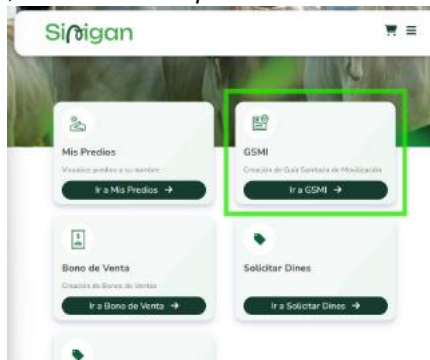 Sinigan
Mis Predios
Visualice predios a su nombre
Ir a Mis Predios →
GSMI
Creación de Guía Sanitaria de Movilización
Ir a GSMI →
Bono de Venta
Creación de Bonos de Ventas
Ir a Bono de Venta →
Solicitar Dines
Ir a Solicitar Dines →